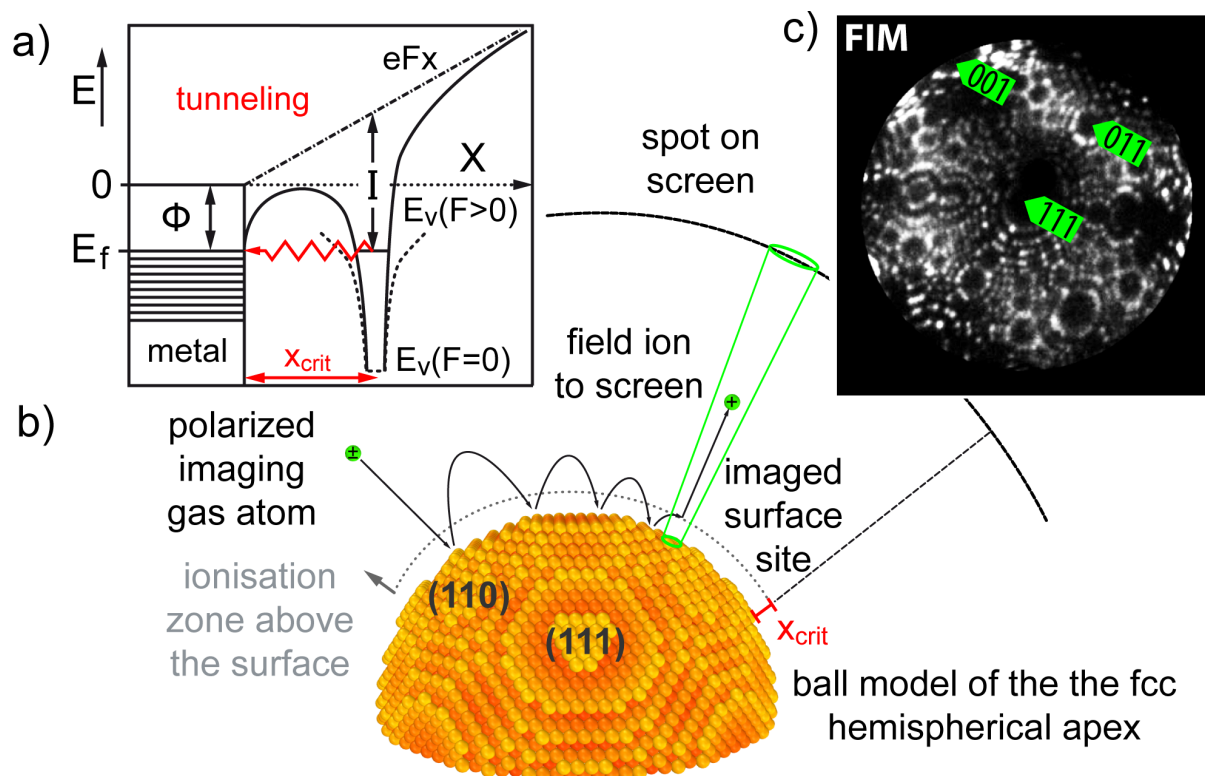 a)
E
tunneling
eFx
0
Φ
I
X
E_v(F>0)
E_f
metal
x_crit
E_v(F=0)
spot on
screen
c)
FIM
001
011
111
field ion
to screen
b)
polarized
imaging
gas atom
±
+
imaged
surface
site
ionisation
zone above
the surface
(110)
(111)
x_crit
ball model of the the fcc
hemispherical apex